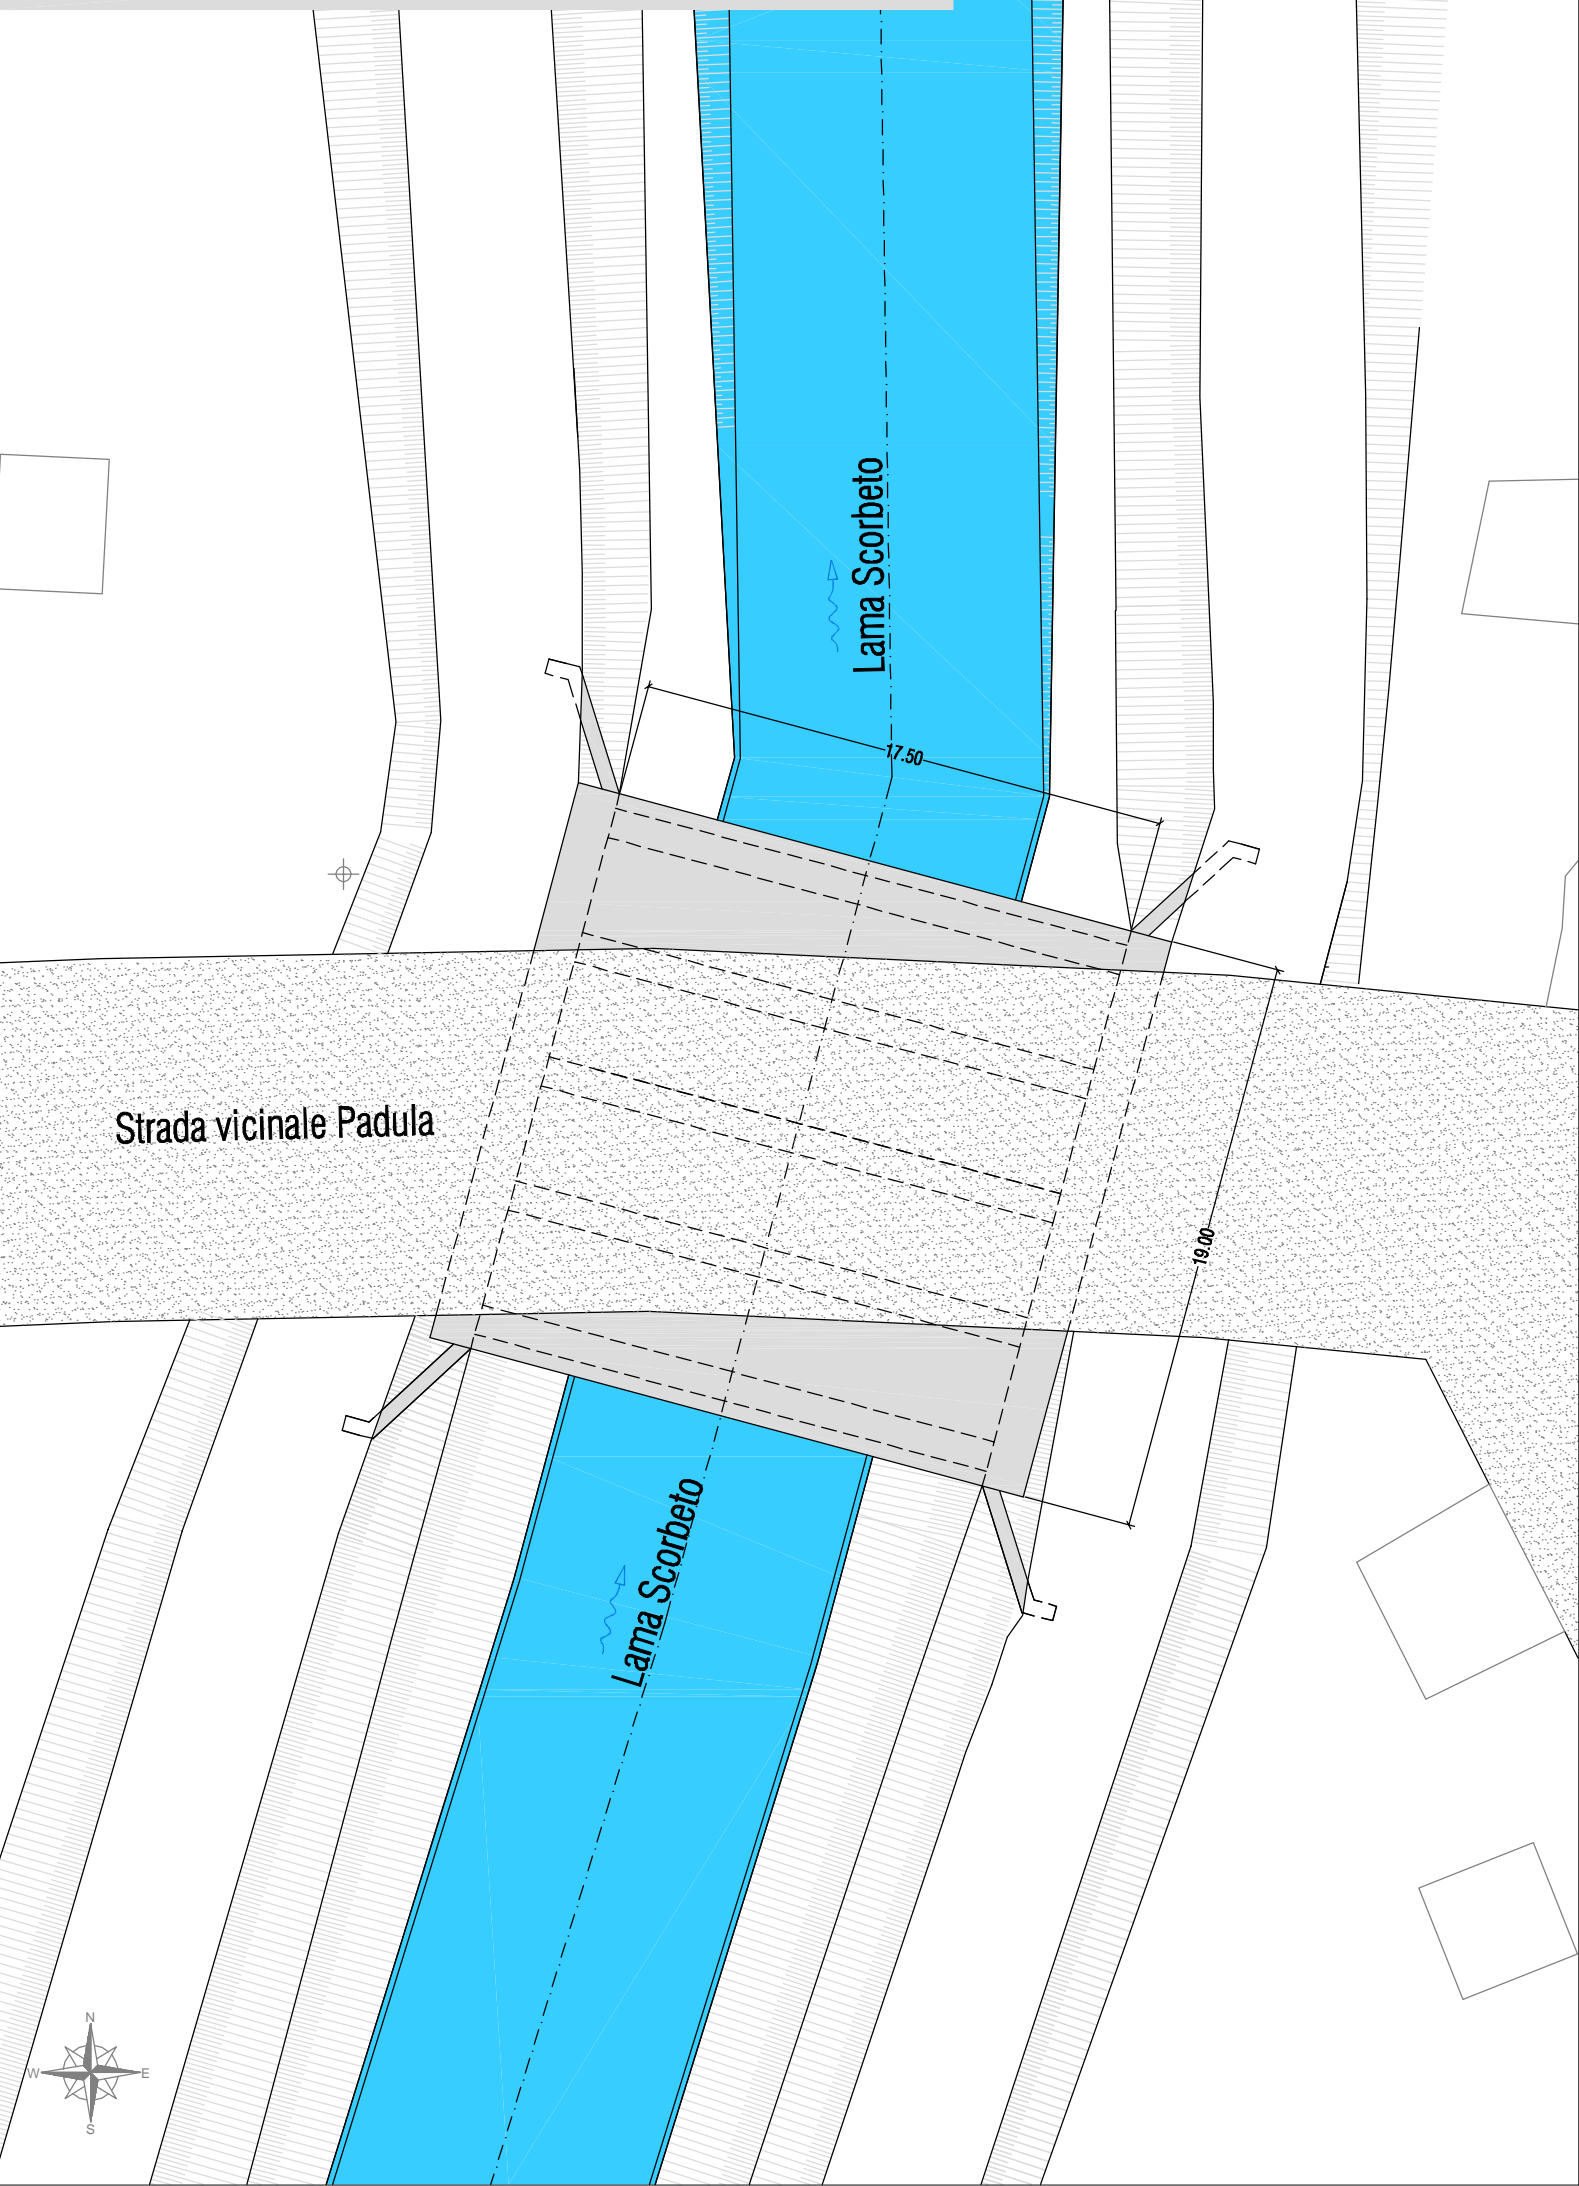 Lama Scorbeto
17.50
Strada vicinale Padula
19.00
Lama Scorbeto
N
W E
S